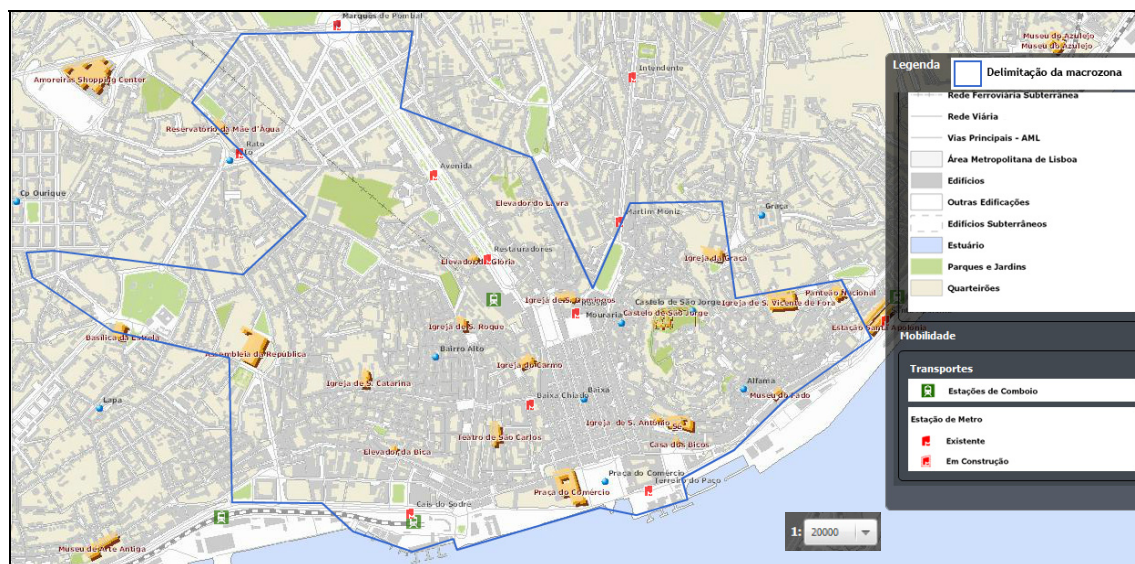 Marquês de Pombal
Museu do Azulejo
Museu do Azulejo
Amoreiras Shopping Center
Intendente
Reservatório da Mãe d'Água
Rato
Avenida
Cp Ourique
Elevador do Lavra
Martim Moniz
Graça
Restauradores
Elevador da Glória
Igreja da Graça
Igreja de S. Domingos
Rossio
Castelo de São Jorge
Castelo de São Jorge
Igreja de S. Vicente de Fora
Panteão Nacional
Mouraria
Estação Santa Apolónia
Basílica da Estrela
Igreja de S. Roque
Assembleia da Republica
Bairro Alto
Igreja do Carmo
Igreja de S. Catarina
Lapa
Baixa Chiado
Baixa
Alfama
Museu do Fado
Igreja de S. António
Sé
Teatro de São Carlos
Casa dos Bicos
Elevador da Bica
Praça do Comércio
Terreiro do Paço
Praça do Comércio
Cais do Sodré
Museu de Arte Antiga
1: 20000
Legenda
Delimitação da macrozona
Rede Ferroviária Subterrânea
Rede Viária
Vias Principais - AML
Área Metropolitana de Lisboa
Edifícios
Outras Edificações
Edifícios Subterrâneos
Estuário
Parques e Jardins
Quarteirões
Mobilidade
Transportes
Estações de Comboio
Estação de Metro
Existente
Em Construção